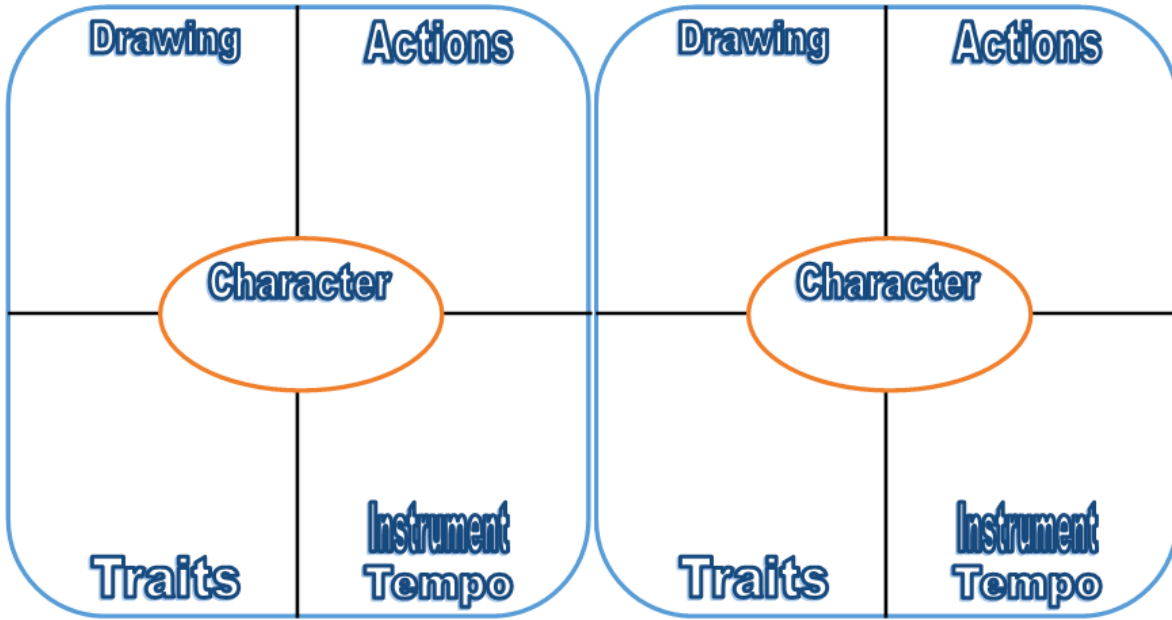 Drawing Actions
Character
Traits Instrument Tempo
Drawing Actions
Character
Traits Instrument Tempo